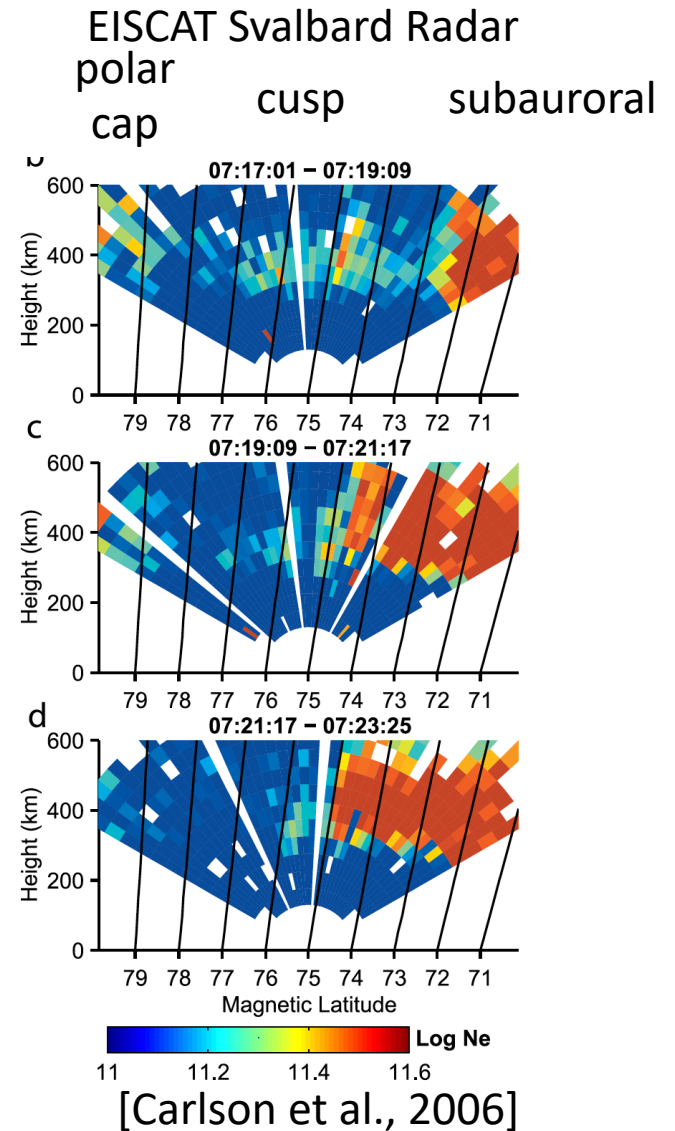 EISCAT Svalbard Radar
polar
cap
cusp
subauroral
07:17:01 – 07:19:09
600
400
200
0
Height (km)
79 78 77 76 75 74 73 72 71
c
07:19:09 – 07:21:17
600
400
200
0
Height (km)
79 78 77 76 75 74 73 72 71
d
07:21:17 – 07:23:25
600
400
200
0
Height (km)
79 78 77 76 75 74 73 72 71
Magnetic Latitude
Log Ne
11 11.2 11.4 11.6
[Carlson et al., 2006]